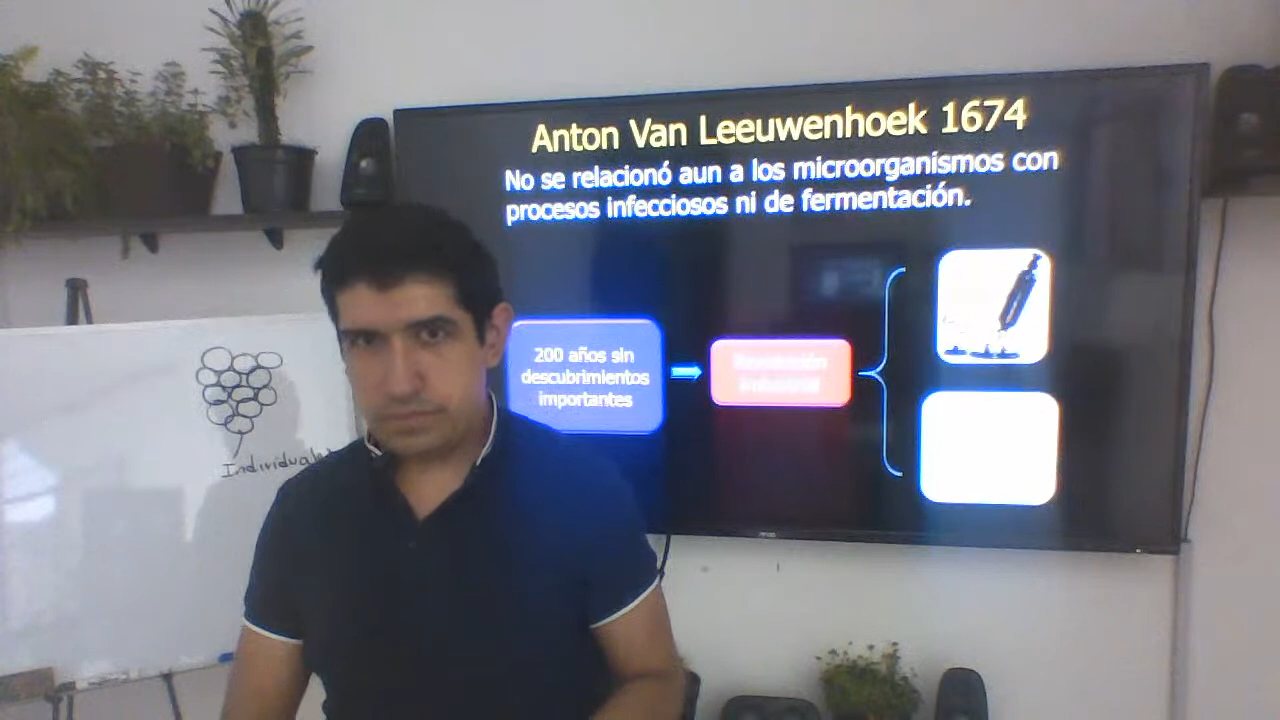 Anton Van Leeuwenhoek 1674
No se relacionó aun a los microorganismos con
procesos infecciosos ni de fermentación.
200 años sin
descubrimientos
importantes